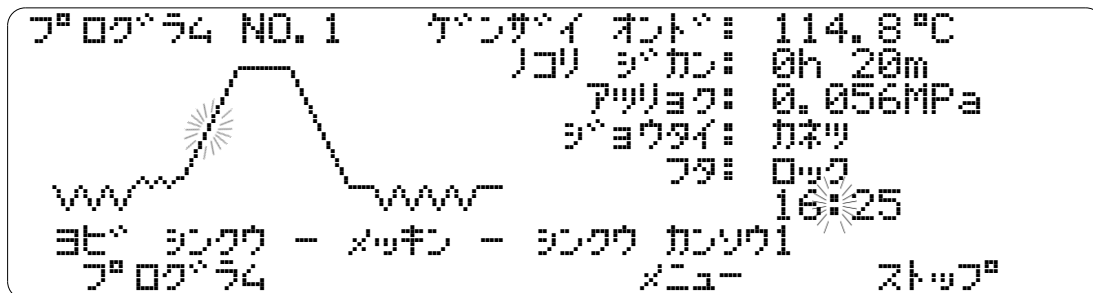 プログラム NO. 1 ゲンザイ オンド: 114.8℃
ノコリ ジカン: 0h 20m
アツリョク: 0.056MPa
ジョウタイ: カネツ
フタ: ロック
16:25
ヨビ シンクウ - メッキン - シンクウ カンソウ1
プログラム メニュー ストップ